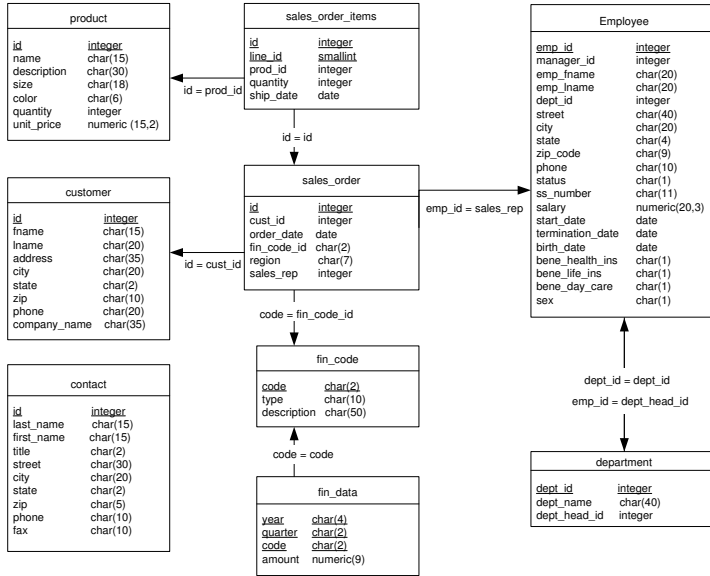 product
id integer
name char(15)
description char(30)
size char(18)
color char(6)
quantity integer
unit_price numeric (15,2)
id = prod_id
sales_order_items
id integer
line_id smallint
prod_id integer
quantity integer
ship_date date
id = id
Employee
emp_id integer
manager_id integer
emp_fname char(20)
emp_lname char(20)
dept_id integer
street char(40)
city char(20)
state char(4)
zip_code char(9)
phone char(10)
status char(1)
ss_number char(11)
salary numeric(20,3)
start_date date
termination_date date
birth_date date
bene_health_ins char(1)
bene_life_ins char(1)
bene_day_care char(1)
sex char(1)
customer
id integer
fname char(15)
lname char(20)
address char(35)
city char(20)
state char(2)
zip char(10)
phone char(20)
company_name char(35)
id = cust_id
sales_order
id integer
cust_id integer
order_date date
fin_code_id char(2)
region char(7)
sales_rep integer
emp_id = sales_rep
code = fin_code_id
contact
id integer
last_name char(15)
first_name char(15)
title char(2)
street char(30)
city char(20)
state char(2)
zip char(5)
phone char(10)
fax char(10)
fin_code
code char(2)
type char(10)
description char(50)
code = code
fin_data
year char(4)
quarter char(2)
code char(2)
amount numeric(9)
dept_id = dept_id
emp_id = dept_head_id
department
dept_id integer
dept_name char(40)
dept_head_id integer